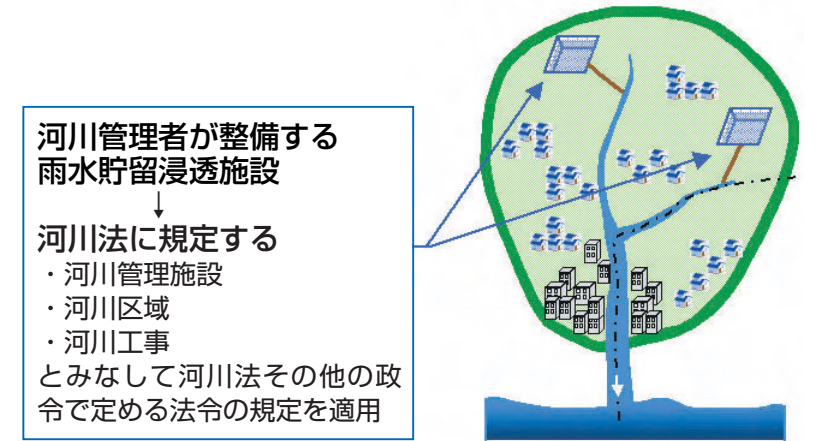 河川管理者が整備する
雨水貯留浸透施設
↓
河川法に規定する
・河川管理施設
・河川区域
・河川工事
とみなして河川法その他の政
令で定める法令の規定を適用